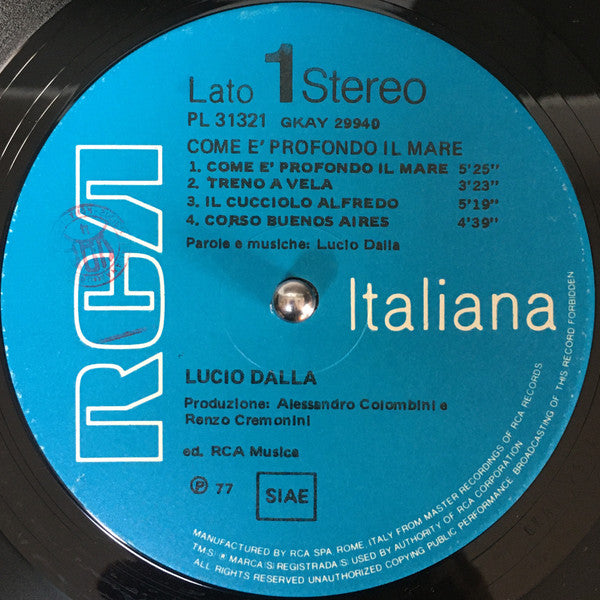 Lato 1 Stereo
PL 31321 GKAY 29940
COME E' PROFONDO IL MARE
1. COME E' PROFONDO IL MARE 5'25"
2. TRENO A VELA 3'23"
3. IL CUCCIOLO ALFREDO 5'19"
4. CORSO BUENOS AIRES 4'39"
Parole e musiche: Lucio Dalla
RCA
Italiana
LUCIO DALLA
Produzione: Alessandro Colombini e
Renzo Cremonini
ed. RCA Musica
Ⓟ 77
SIAE
MANUFACTURED BY RCA SPA, ROME, ITALY, FROM MASTER RECORDINGS OF RCA RECORDS
TM(S) ® MARCA(S) REGISTRADA(S) USED BY AUTHORITY OF RCA CORPORATION
ALL RIGHTS RESERVED UNAUTHORIZED COPYING PUBLIC PERFORMANCE BROADCASTING OF THIS RECORD FORBIDDEN